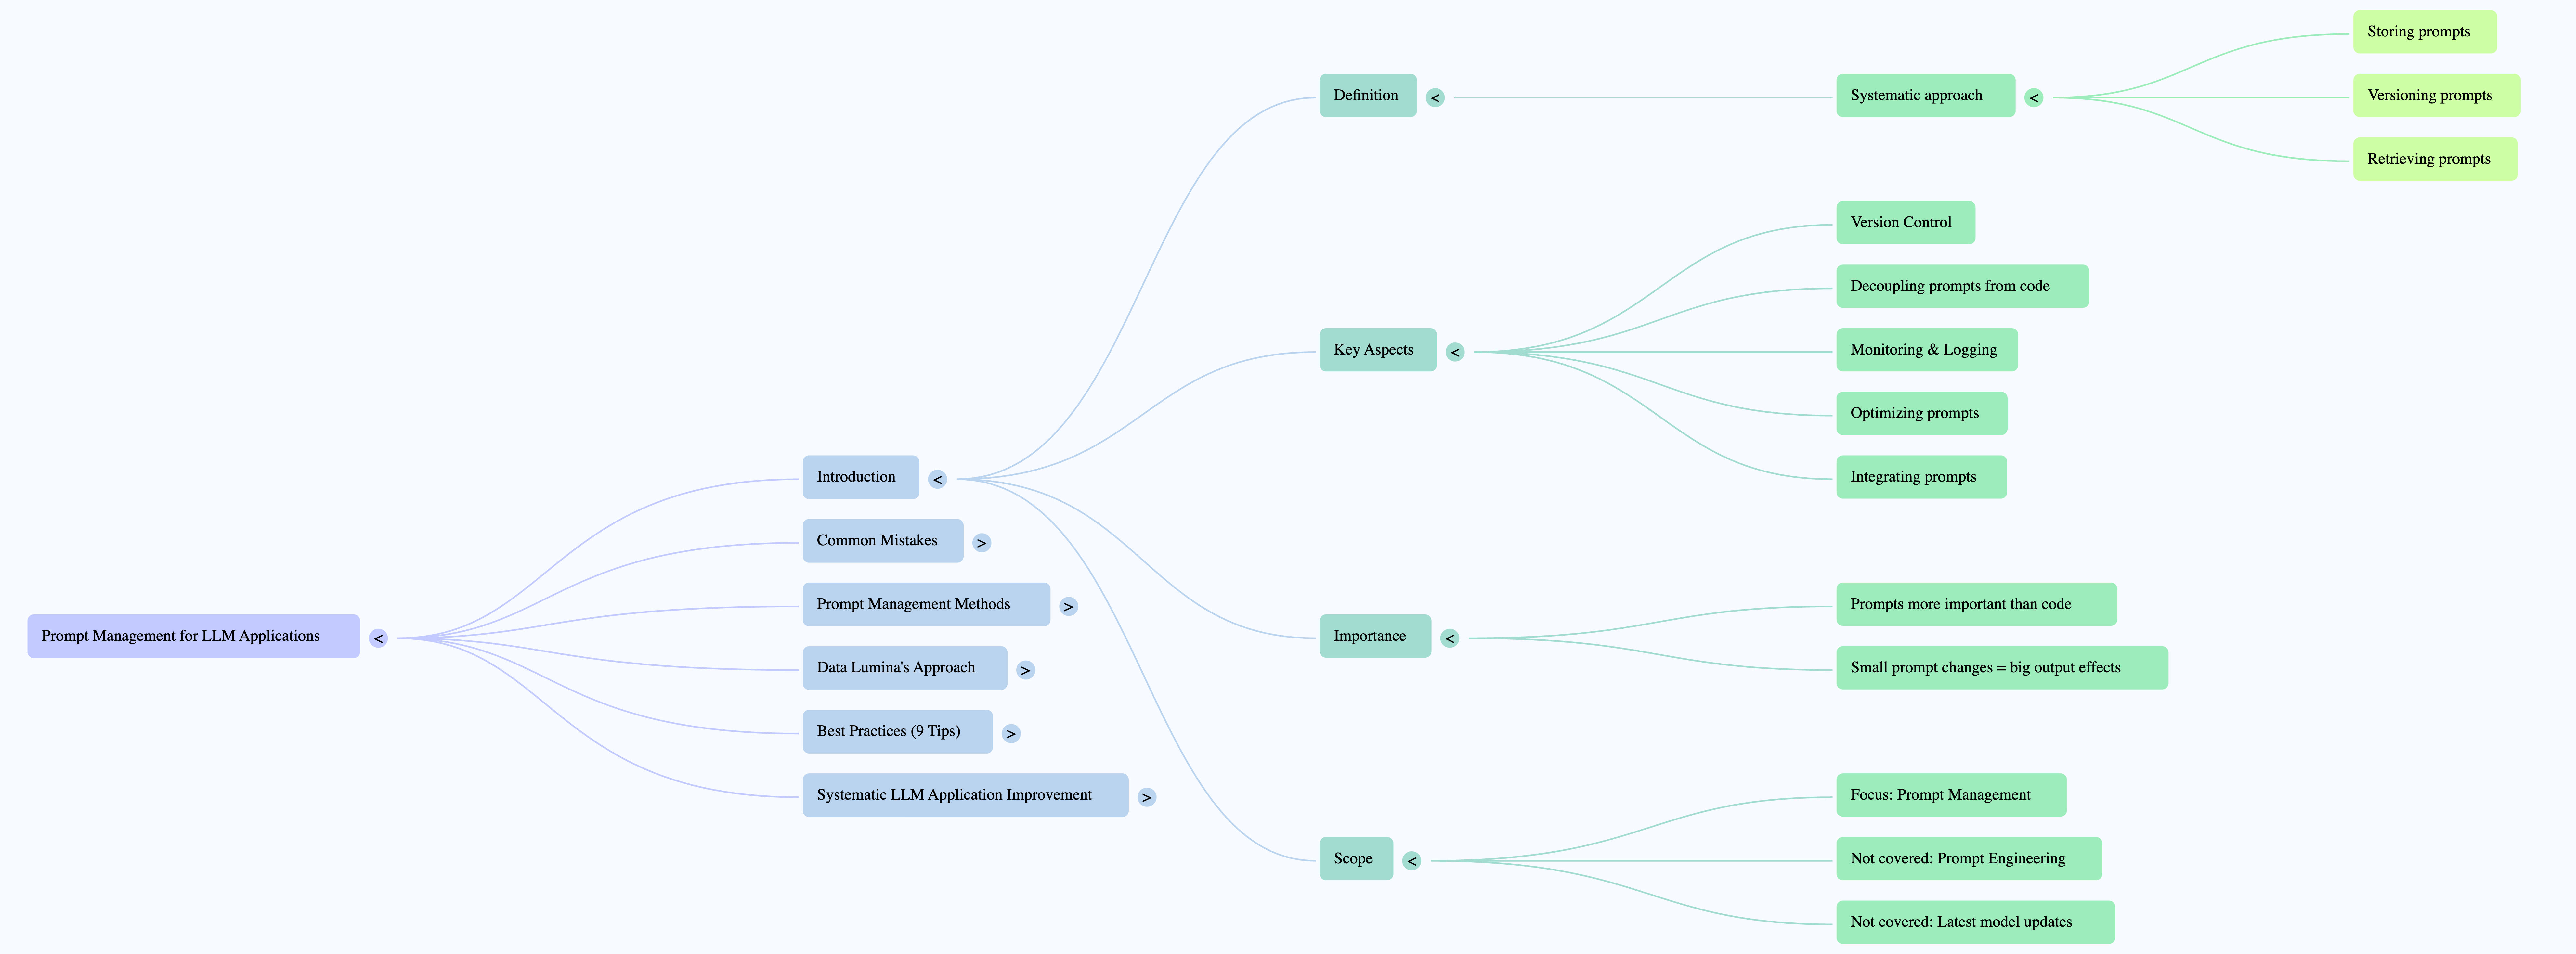 Prompt Management for LLM Applications <
Introduction <
Definition <
Systematic approach <
Storing prompts
Versioning prompts
Retrieving prompts
Key Aspects <
Version Control
Decoupling prompts from code
Monitoring & Logging
Optimizing prompts
Integrating prompts
Importance <
Prompts more important than code
Small prompt changes = big output effects
Scope <
Focus: Prompt Management
Not covered: Prompt Engineering
Not covered: Latest model updates
Common Mistakes >
Prompt Management Methods >
Data Lumina's Approach >
Best Practices (9 Tips) >
Systematic LLM Application Improvement >